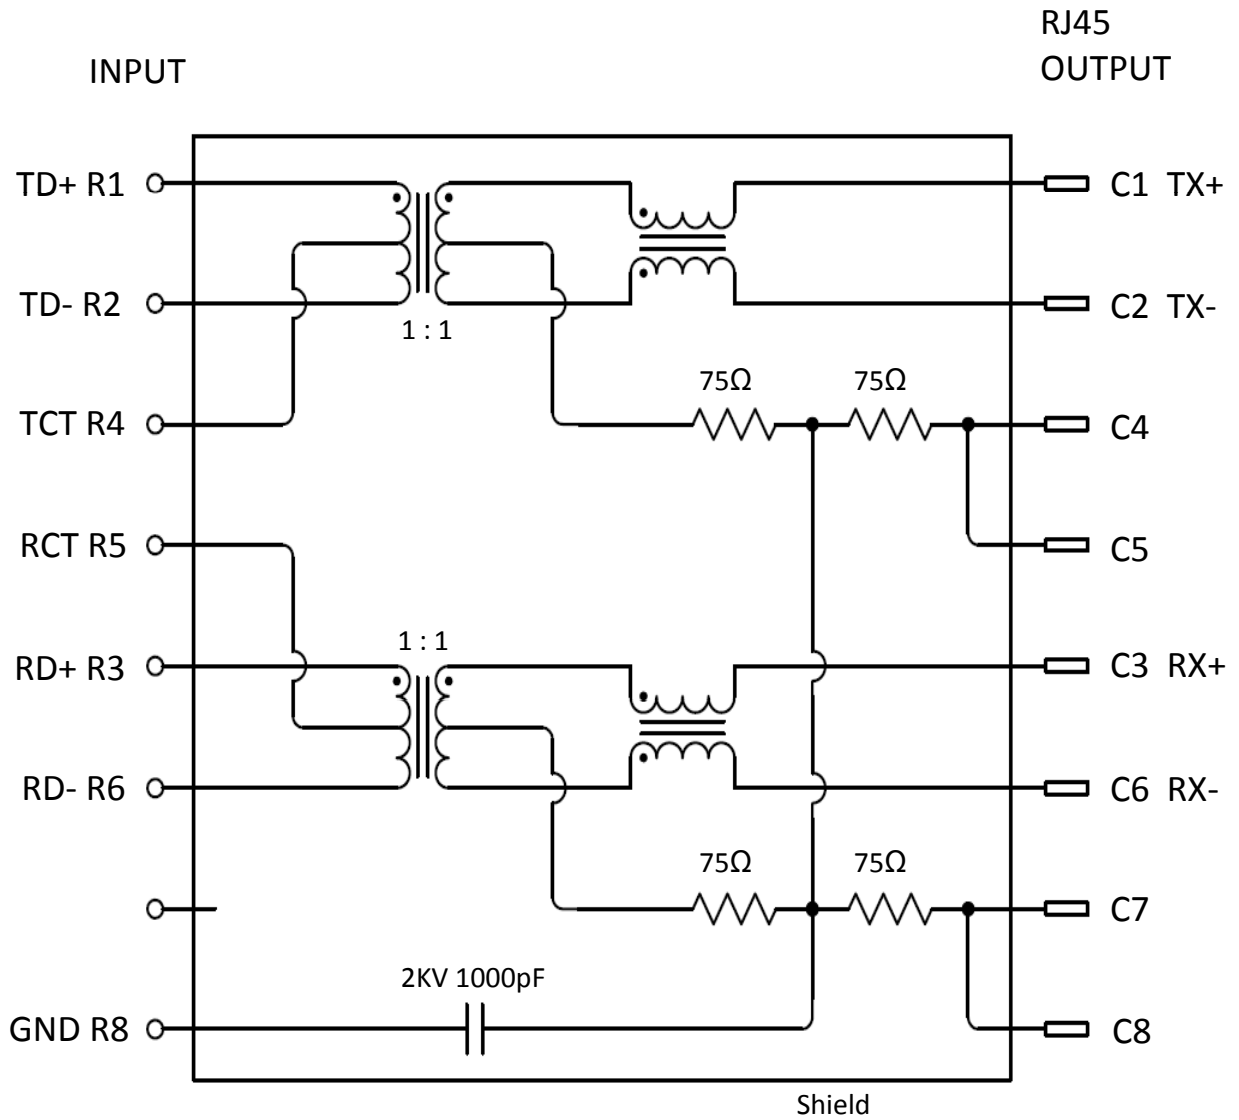 RJ45
OUTPUT
INPUT
TD+ R1
C1 TX+
TD- R2
C2 TX-
1 : 1
75Ω
75Ω
TCT R4
C4
RCT R5
C5
1 : 1
RD+ R3
C3 RX+
RD- R6
C6 RX-
75Ω
75Ω
C7
2KV 1000pF
GND R8
C8
Shield